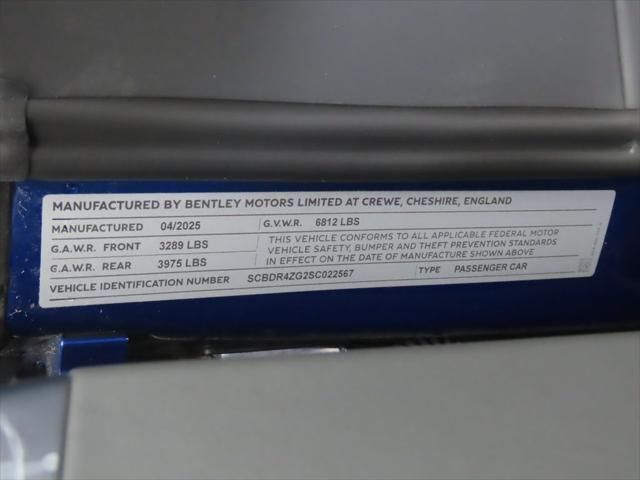 MANUFACTURED BY BENTLEY MOTORS LIMITED AT CREWE, CHESHIRE, ENGLAND
MANUFACTURED 04/2025 G.V.W.R. 6812 LBS
G.A.W.R. FRONT 3289 LBS
G.A.W.R. REAR 3975 LBS
THIS VEHICLE CONFORMS TO ALL APPLICABLE FEDERAL MOTOR
VEHICLE SAFETY, BUMPER AND THEFT PREVENTION STANDARDS
IN EFFECT ON THE DATE OF MANUFACTURE SHOWN ABOVE
VEHICLE IDENTIFICATION NUMBER SCBDR4ZG2SC022567 TYPE PASSENGER CAR